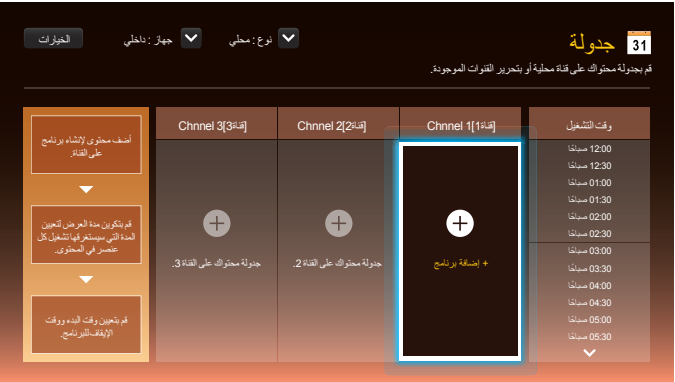 31 جدولة
نوع : محلي
جهاز : داخلي
الخيارات
قم بجدولة محتواك على قناة محلية أو بتحرير القنوات الموجودة.
وقت التشغيل
Chnnel 1[قناة1]
Chnnel 2[قناة2]
Chnnel 3[قناة3]
12:00 صباحًا
12:30 صباحًا
01:00 صباحًا
01:30 صباحًا
02:00 صباحًا
02:30 صباحًا
03:00 صباحًا
03:30 صباحًا
04:00 صباحًا
04:30 صباحًا
05:00 صباحًا
05:30 صباحًا
+ إضافة برنامج
جدولة محتواك على القناة 2.
جدولة محتواك على القناة 3.
أضف محتوى لإنشاء برنامج
على القناة.
قم بتكوين مدة العرض لتعيين
المدة التي سيستغرقها تشغيل كل
عنصر في المحتوى.
قم بتعيين وقت البدء ووقت
الإيقاف للبرنامج.